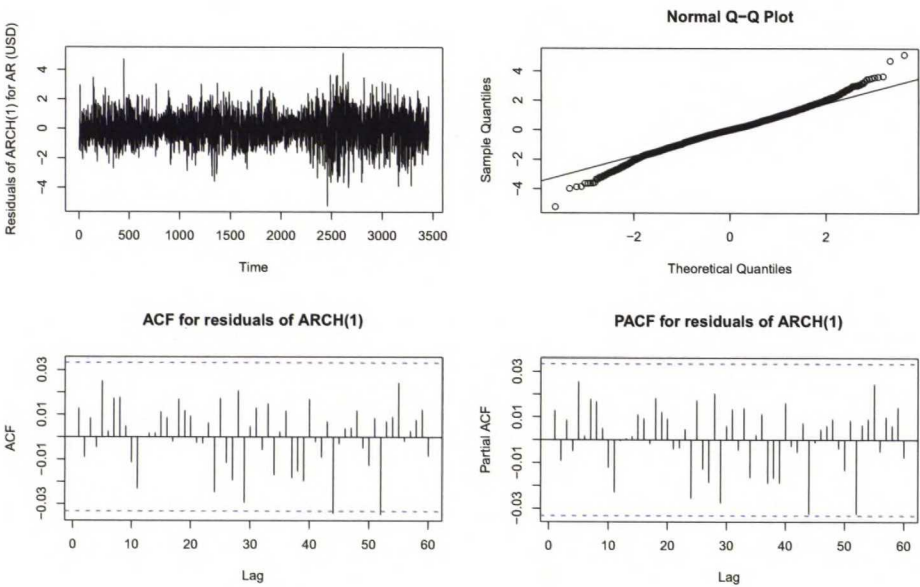 Residuals of ARCH(1) for AR (USD)
4
2
0
−2
−4
0 500 1000 1500 2000 2500 3000 3500
Time
Normal Q−Q Plot
Sample Quantiles
4
2
0
−2
−4
−2 0 2
Theoretical Quantiles
ACF for residuals of ARCH(1)
ACF
0.03
0.01
−0.01
−0.03
0 10 20 30 40 50 60
Lag
PACF for residuals of ARCH(1)
Partial ACF
0.03
0.01
−0.01
−0.03
0 10 20 30 40 50 60
Lag